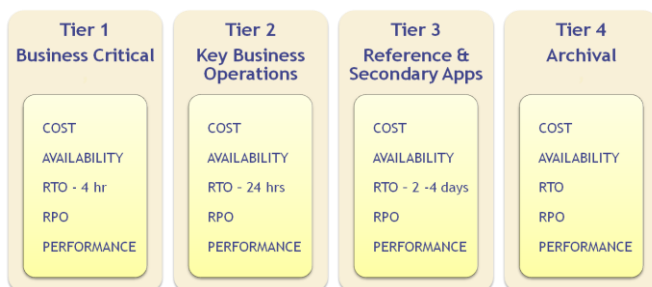 Tier 1
Business Critical
COST
AVAILABILITY
RTO - 4 hr
RPO
PERFORMANCE
Tier 2
Key Business
Operations
COST
AVAILABILITY
RTO – 24 hrs
RPO
PERFORMANCE
Tier 3
Reference &
Secondary Apps
COST
AVAILABILITY
RTO – 2 -4 days
RPO
PERFORMANCE
Tier 4
Archival
COST
AVAILABILITY
RTO
RPO
PERFORMANCE